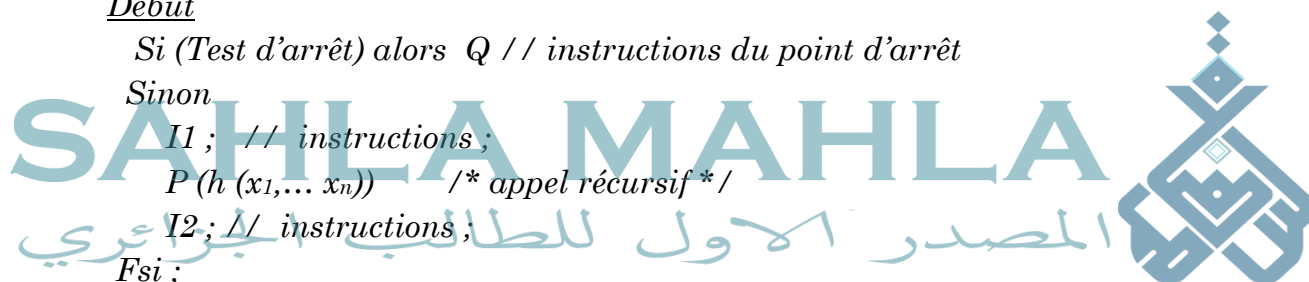 Début
Si (Test d'arrêt) alors Q // instructions du point d'arrêt
Sinon
I1 ; // instructions ;
P (h (x1,… xn)) /* appel récursif */
I2 ; // instructions ;
Fsi ;
SAHLA MAHLA
المصدر الاول للطالب الجزائري